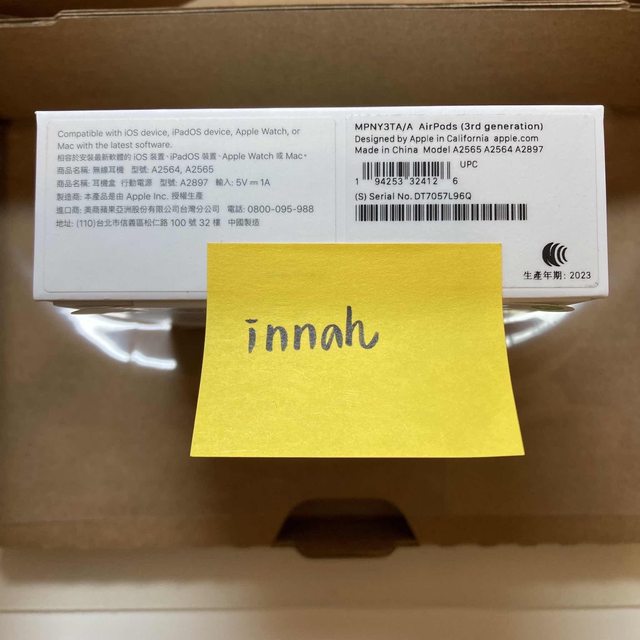 Compatible with iOS device, iPadOS device, Apple Watch, or
Mac with the latest software.
相容於安裝最新軟體的 iOS 裝置、iPadOS 裝置、Apple Watch 或 Mac。
商品名稱: 無線耳機 型號: A2564, A2565
商品名稱: 耳機盒 行動電源 型號: A2897 輸入: 5V⎓1A
製造商: 本產品是由 Apple Inc. 授權生產
進口商: 美商蘋果亞洲股份有限公司台灣分公司 電話: 0800-095-988
地址: (110)台北市信義區松仁路 100 號 32 樓 中國製造
MPNY3TA/A AirPods (3rd generation)
Designed by Apple in California apple.com
Made in China Model A2565 A2564 A2897
UPC
1 94253 32412 6
(S) Serial No. DT7057L96Q
生產年期: 2023
innah